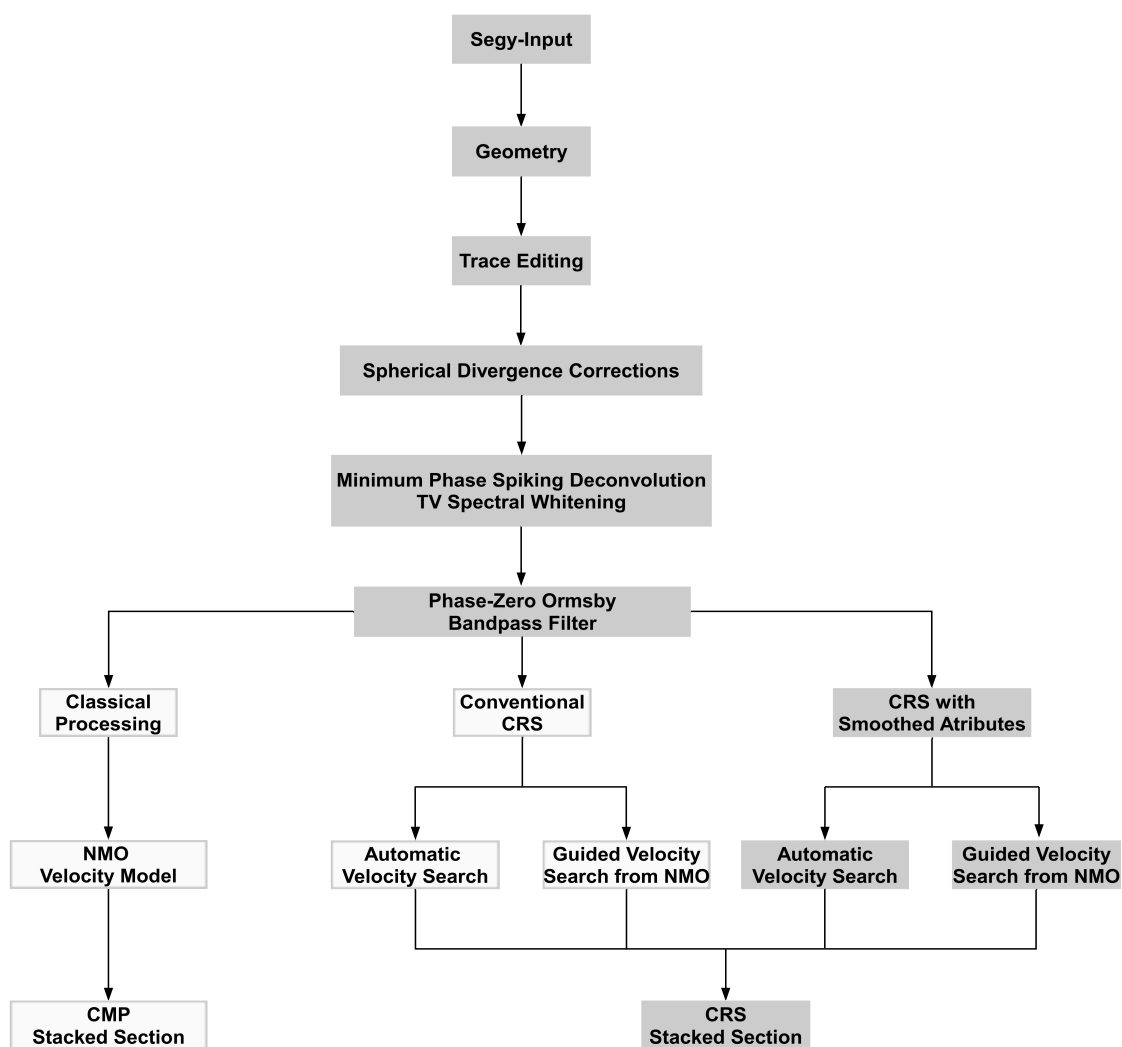 Segy-Input
Geometry
Trace Editing
Spherical Divergence Corrections
Minimum Phase Spiking Deconvolution
TV Spectral Whitening
Phase-Zero Ormsby
Bandpass Filter
Classical
Processing
Conventional
CRS
CRS with
Smoothed Atributes
NMO
Velocity Model
Automatic
Velocity Search
Guided Velocity
Search from NMO
Automatic
Velocity Search
Guided Velocity
Search from NMO
CMP
Stacked Section
CRS
Stacked Section